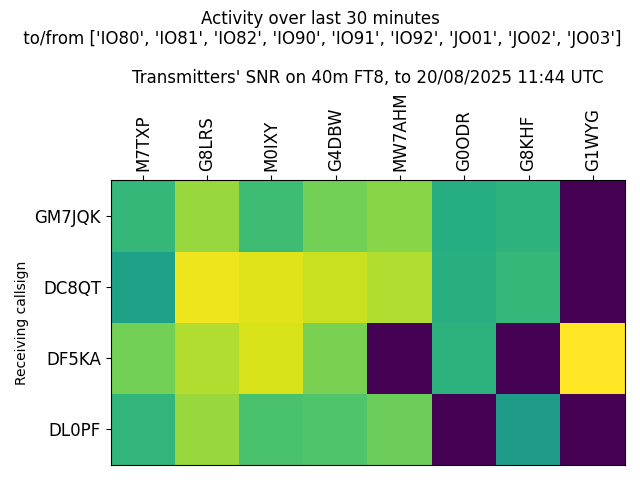 Activity over last 30 minutes
to/from ['IO80', 'IO81', 'IO82', 'IO90', 'IO91', 'IO92', 'JO01', 'JO02', 'JO03']
Transmitters' SNR on 40m FT8, to 20/08/2025 11:44 UTC
M7TXP
G8LRS
M0IXY
G4DBW
MW7AHM
G0ODR
G8KHF
G1WYG
Receiving callsign
GM7JQK
DC8QT
DF5KA
DL0PF